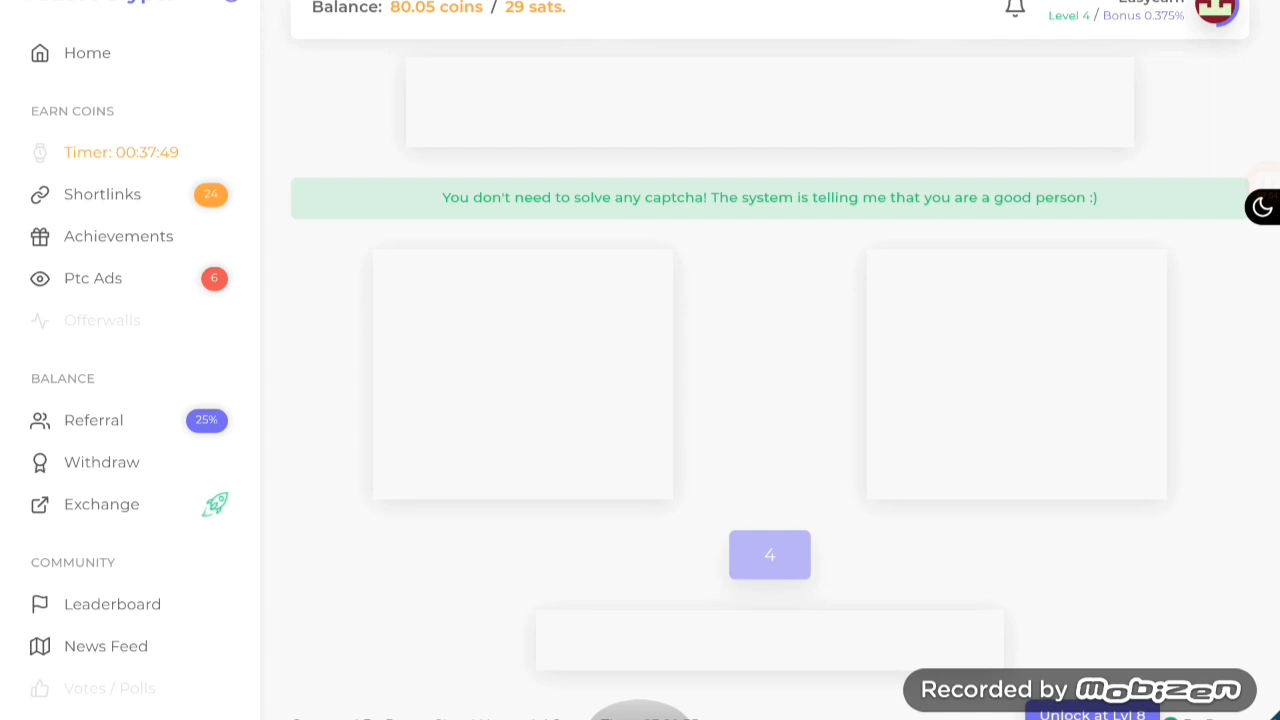 Balance: 80.05 coins / 29 sats.
Easyearn
Level 4 / Bonus 0.375%
Home
EARN COINS
Timer: 00:37:49
Shortlinks 24
Achievements
Ptc Ads 6
Offerwalls
BALANCE
Referral 25%
Withdraw
Exchange
COMMUNITY
Leaderboard
News Feed
Votes / Polls
You don't need to solve any captcha! The system is telling me that you are a good person :)
4
Recorded by MOBIZEN
Unlock at Lvl 8